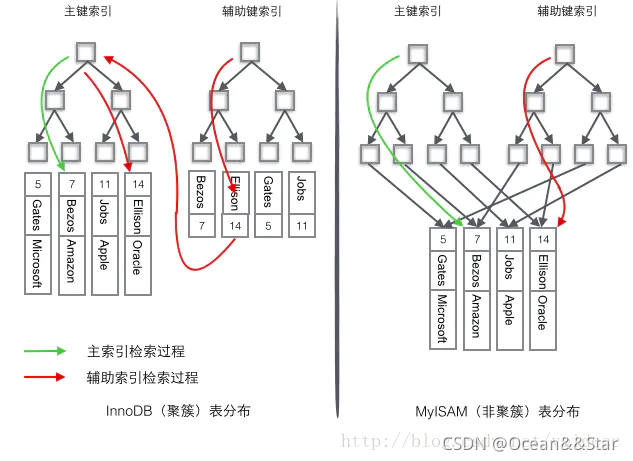 主键索引
辅助键索引
主键索引
辅助键索引
5
7
11
14
Gates
Bezos
Jobs
Ellison
Microsoft
Amazon
Apple
Oracle
Bezos
Ellison
Gates
Jobs
7
14
5
11
5
7
11
14
Gates
Bezos
Jobs
Ellison
Microsoft
Amazon
Apple
Oracle
主索引检索过程
辅助索引检索过程
InnoDB（聚簇）表分布
MyISAM（非聚簇）表分布
http://blog.
CSDN @Ocean&&Star